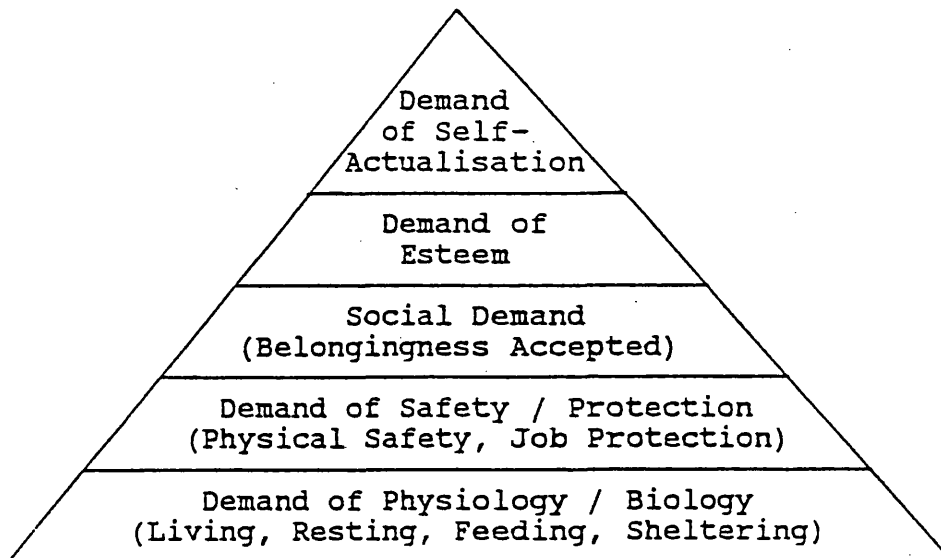 Demand
of Self-
Actualisation
Demand of
Esteem
Social Demand
(Belongingness Accepted)
Demand of Safety / Protection
(Physical Safety, Job Protection)
Demand of Physiology / Biology
(Living, Resting, Feeding, Sheltering)